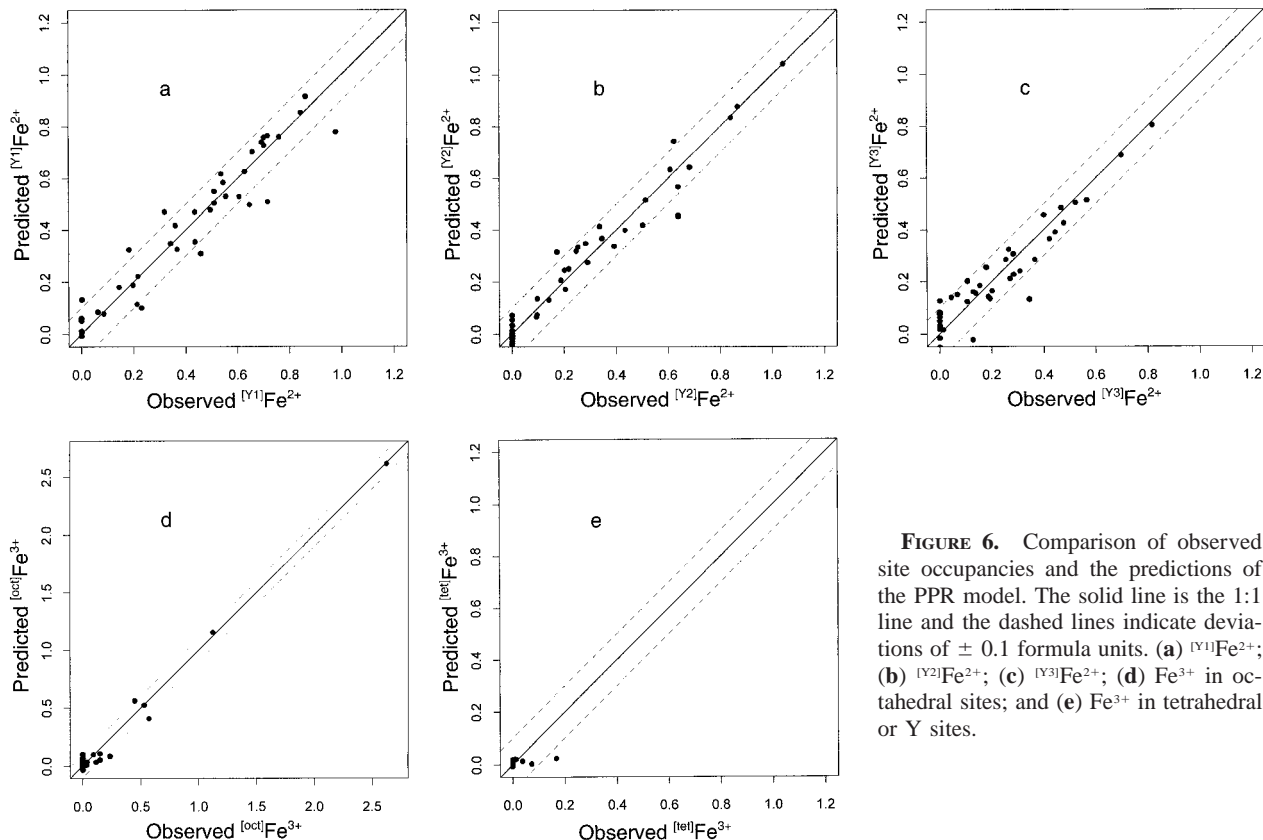 a
Predicted [Y1]Fe2+
0.0 0.2 0.4 0.6 0.8 1.0 1.2
0.0 0.2 0.4 0.6 0.8 1.0 1.2
Observed [Y1]Fe2+
b
Predicted [Y2]Fe2+
0.0 0.2 0.4 0.6 0.8 1.0 1.2
0.0 0.2 0.4 0.6 0.8 1.0 1.2
Observed [Y2]Fe2+
c
Predicted [Y3]Fe2+
0.0 0.2 0.4 0.6 0.8 1.0 1.2
0.0 0.2 0.4 0.6 0.8 1.0 1.2
Observed [Y3]Fe2+
d
Predicted [oct]Fe3+
0.0 0.5 1.0 1.5 2.0 2.5
0.0 0.5 1.0 1.5 2.0 2.5
Observed [oct]Fe3+
e
Predicted [tet]Fe3+
0.0 0.2 0.4 0.6 0.8 1.0 1.2
0.0 0.2 0.4 0.6 0.8 1.0 1.2
Observed [tet]Fe3+
FIGURE 6. Comparison of observed
site occupancies and the predictions of
the PPR model. The solid line is the 1:1
line and the dashed lines indicate devia-
tions of ± 0.1 formula units. (a) [Y1]Fe2+;
(b) [Y2]Fe2+; (c) [Y3]Fe2+; (d) Fe3+ in oc-
tahedral sites; and (e) Fe3+ in tetrahedral
or Y sites.